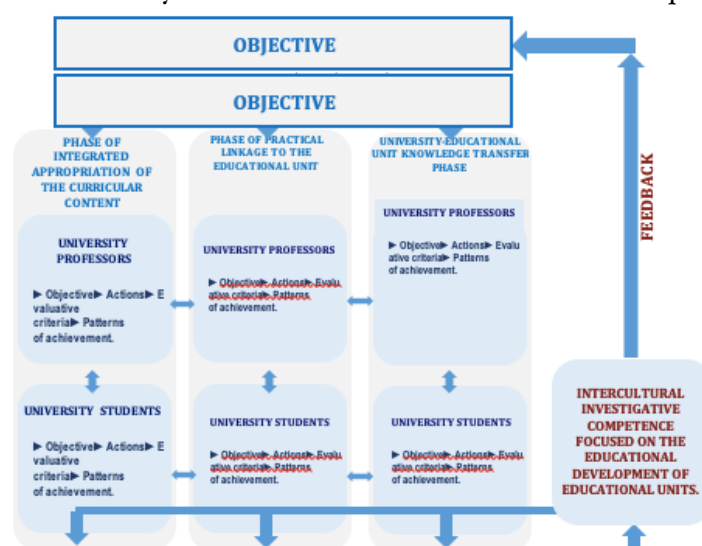 OBJECTIVE
OBJECTIVE
PHASE OF
INTEGRATED
APPROPRIATION OF
THE CURRICULAR
CONTENT
UNIVERSITY
PROFESSORS
► Objective► Actions► E
valuative
criteria► Patterns
of achievement.
UNIVERSITY STUDENTS
► Objective► Actions► E
valuative
criteria► Patterns
of achievement.
PHASE OF PRACTICAL
LINKAGE TO THE
EDUCATIONAL UNIT
UNIVERSITY PROFESSORS
► Objective► Actions► Evalu
ative criteria► Patterns
of achievement.
UNIVERSITY STUDENTS
► Objective► Actions► Evalu
ative criteria► Patterns
of achievement.
UNIVERSITY-EDUCATIONAL
UNIT KNOWLEDGE TRANSFER
PHASE
UNIVERSITY PROFESSORS
► Objective► Actions► Evalu
ative criteria► Patterns
of achievement.
UNIVERSITY STUDENTS
► Objective► Actions► Evalu
ative criteria► Patterns
of achievement.
FEEDBACK
INTERCULTURAL
INVESTIGATIVE
COMPETENCE
FOCUSED ON THE
EDUCATIONAL
DEVELOPMENT OF
EDUCATIONAL UNITS.